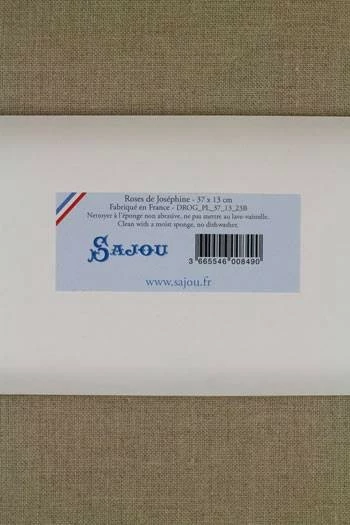 Roses de Joséphine - 37 x 13 cm
Fabriqué en France - DROG_PL_37_13_23B
Nettoyer à l'éponge non abrasive, ne pas mettre au lave-vaisselle.
Clean with a moist sponge, no dishwasher.
SAJOU
3 665546 008490
www.sajou.fr